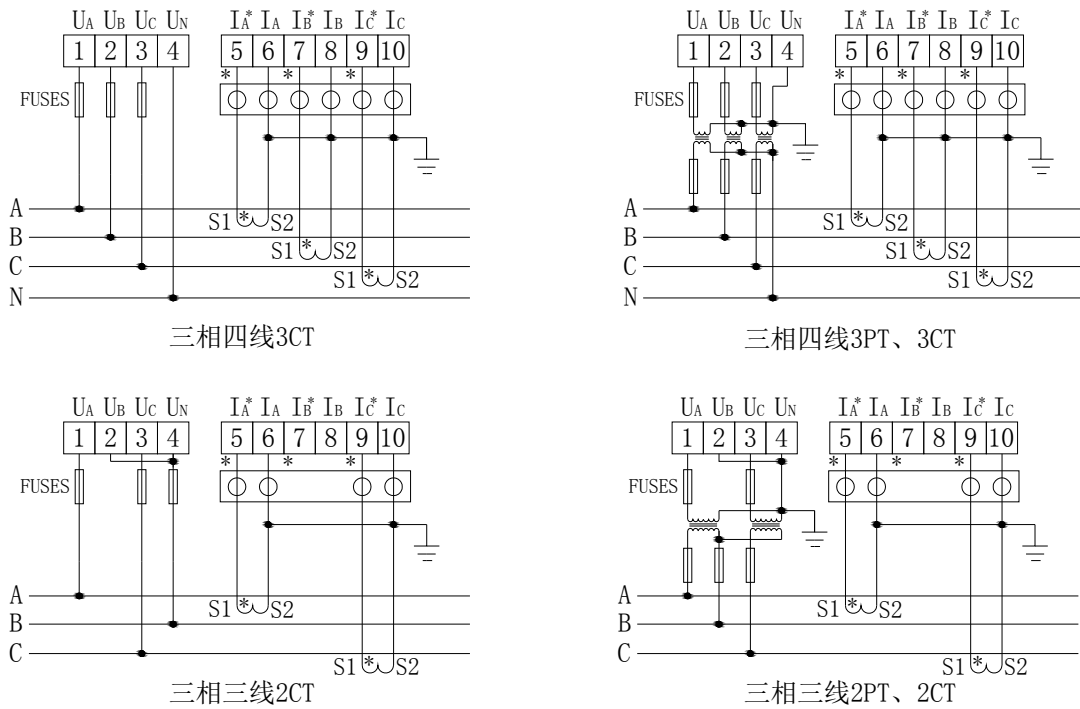 UA UB UC UN IA* IA IB* IB IC* IC
1 2 3 4 5 6 7 8 9 10
* * *
FUSES
A
S1 * S2
B
S1 * S2
C
S1 * S2
N
三相四线3CT
UA UB UC UN IA* IA IB* IB IC* IC
1 2 3 4 5 6 7 8 9 10
* * *
FUSES
A
S1 * S2
B
S1 * S2
C
S1 * S2
N
三相四线3PT、3CT
UA UB UC UN IA* IA IB* IB IC* IC
1 2 3 4 5 6 7 8 9 10
* * *
FUSES
A
S1 * S2
B
C
S1 * S2
三相三线2CT
UA UB UC UN IA* IA IB* IB IC* IC
1 2 3 4 5 6 7 8 9 10
* * *
FUSES
A
S1 * S2
B
C
S1 * S2
三相三线2PT、2CT